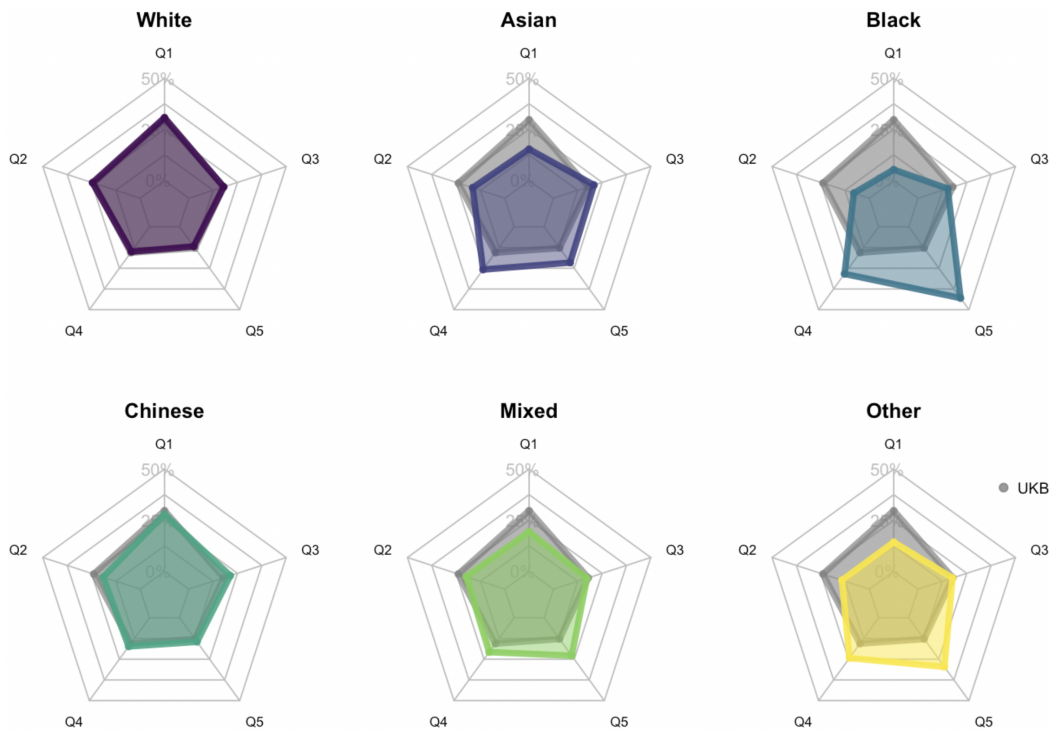 White
Asian
Black
Q1
Q1
Q1
50%
50%
50%
Q2
Q3
Q2
Q3
Q2
Q3
0%
0%
0%
Q4
Q5
Q4
Q5
Q4
Q5
Chinese
Mixed
Other
Q1
Q1
Q1
50%
50%
50%
UKB
Q2
Q3
Q2
Q3
Q2
Q3
0%
0%
0%
Q4
Q5
Q4
Q5
Q4
Q5